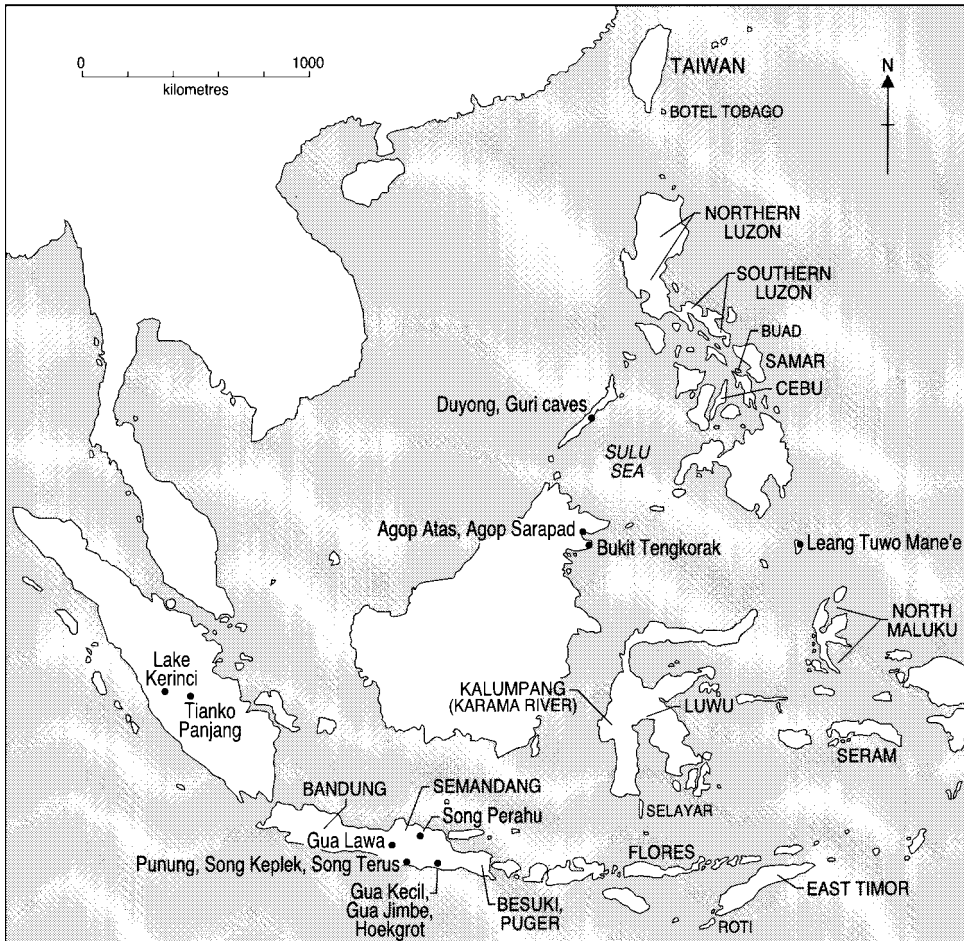 0 1000
kilometres
N
TAIWAN
BOTEL TOBAGO
NORTHERN
LUZON
SOUTHERN
LUZON
BUAD
SAMAR
CEBU
Duyong, Guri caves
SULU
SEA
Agop Atas, Agop Sarapad
Bukit Tengkorak
Leang Tuwo Mane'e
NORTH
MALUKU
Lake
Kerinci
Tianko
Panjang
KALUMPANG
(KARAMA RIVER)
LUWU
SERAM
BANDUNG
SEMANDANG
SELAYAR
Song Perahu
Gua Lawa
FLORES
Punung, Song Keplek, Song Terus
EAST TIMOR
Gua Kecil,
Gua Jimbe,
Hoekgrot
BESUKI,
PUGER
ROTI